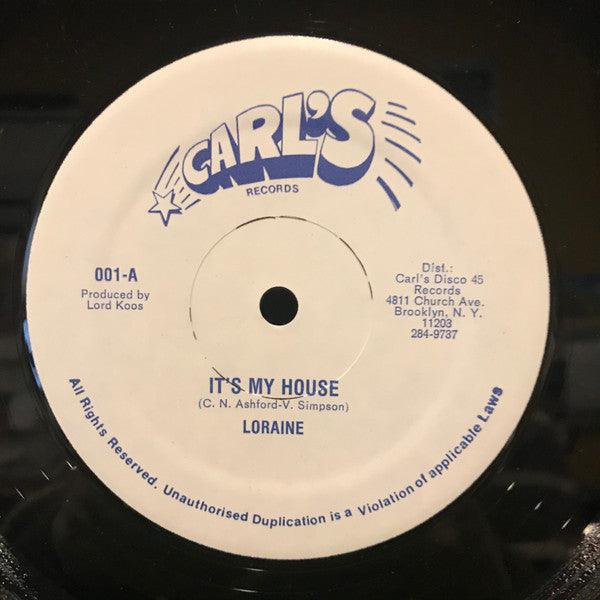 CARL'S
RECORDS
001-A
Produced by
Lord Koos
Dist.:
Carl's Disco 45
Records
4811 Church Ave.
Brooklyn, N. Y.
11203
284-9737
IT'S MY HOUSE
(C. N. Ashford-V. Simpson)
LORAINE
All Rights Reserved. Unauthorised Duplication is a Violation of applicable Laws